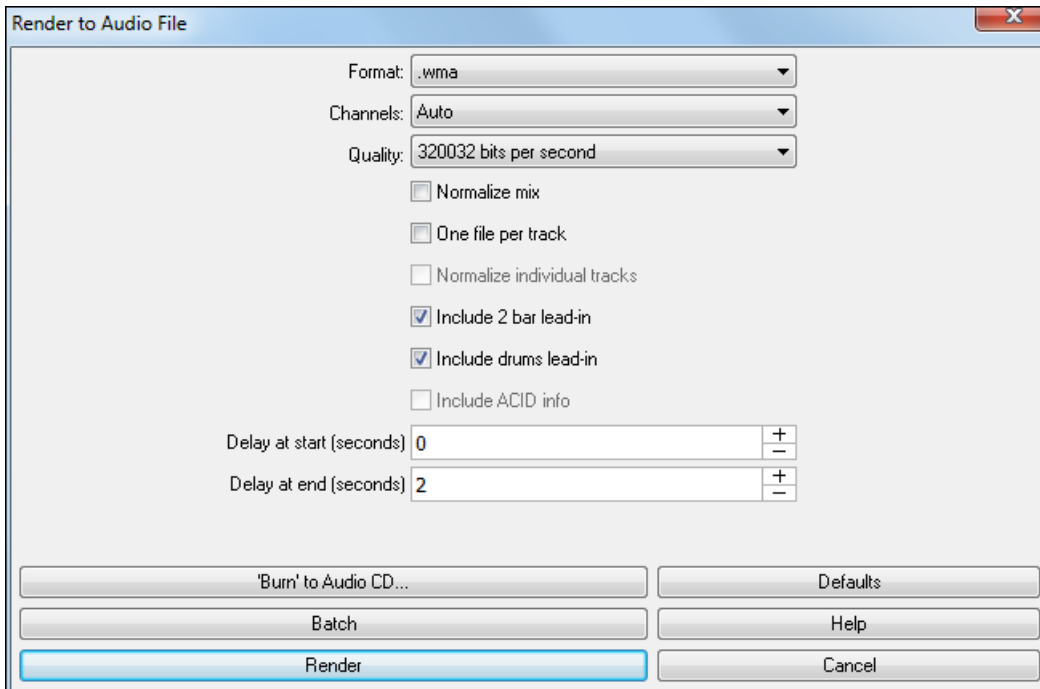 Render to Audio File
Format: .wma
Channels: Auto
Quality: 320032 bits per second
Normalize mix
One file per track
Normalize individual tracks
Include 2 bar lead-in
Include drums lead-in
Include ACID info
Delay at start (seconds) 0
Delay at end (seconds) 2
'Burn' to Audio CD... Defaults
Batch Help
Render Cancel